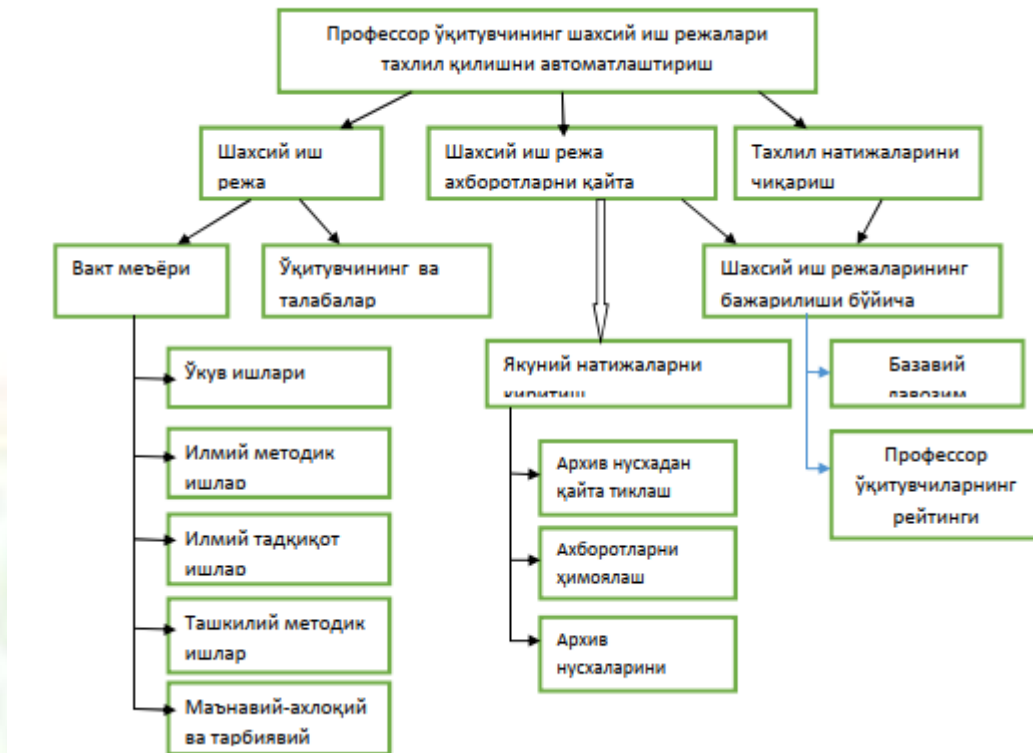 Профессор ўқитувчининг шахсий иш режалари
тахлил қилишни автоматлаштириш
Шахсий иш
режа
Шахсий иш режа
ахборотларни қайта
Тахлил натижаларини
чиқариш
Вакт меъёри
Ўқитувчининг ва
талабалар
Шахсий иш режаларининг
бажарилиши бўйича
Ўкув ишлари
Илмий методик
ишлар
Илмий тадқиқот
ишлар
Ташкилий методик
ишлар
Маънавий-ахлоқий
ва тарбиявий
Якуний натижаларни
киритиш
Архив нусхадан
қайта тиклаш
Ахборотларни
ҳимоялаш
Архив
нусхаларини
Базавий
лавозим
Профессор
ўқитувчиларнинг
рейтинги